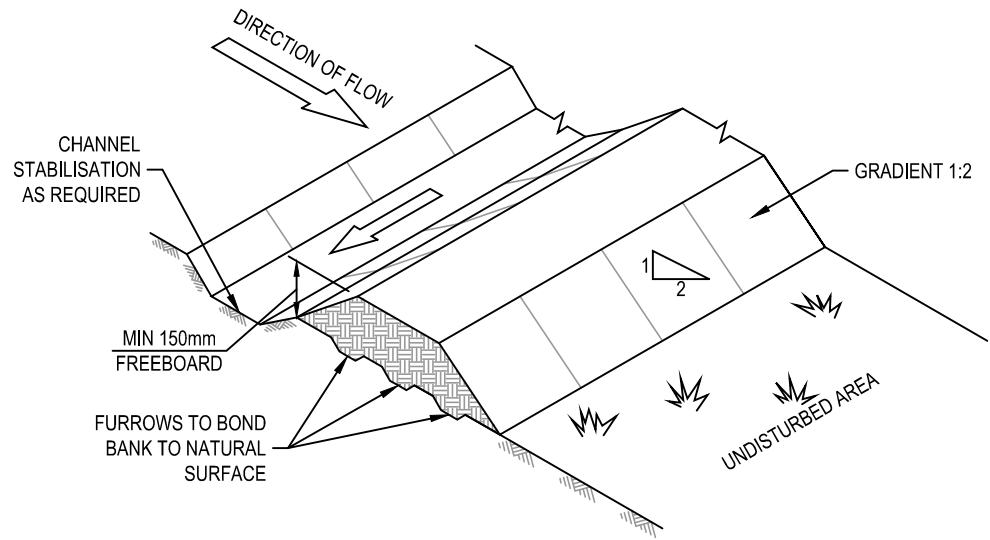 DIRECTION OF FLOW
CHANNEL
STABILISATION
AS REQUIRED
GRADIENT 1:2
1
2
MIN 150mm
FREEBOARD
FURROWS TO BOND
BANK TO NATURAL
SURFACE
UNDISTURBED AREA